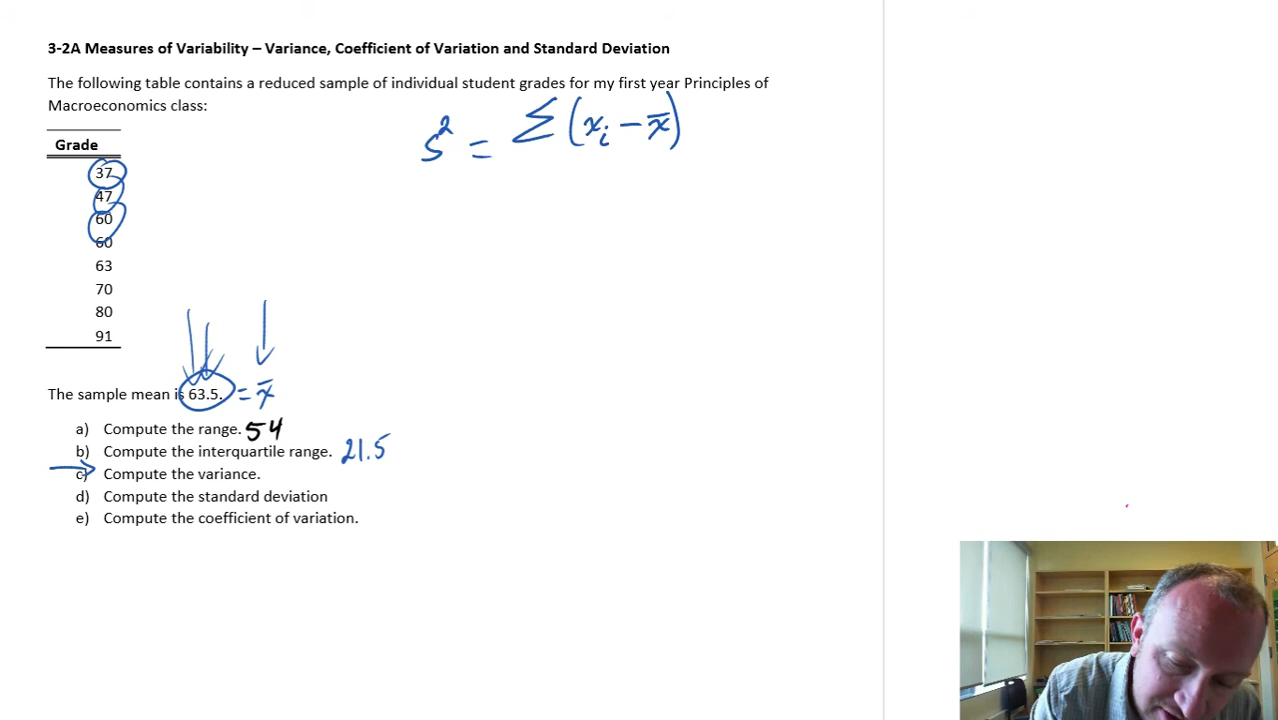 3-2A Measures of Variability – Variance, Coefficient of Variation and Standard Deviation
The following table contains a reduced sample of individual student grades for my first year Principles of
Macroeconomics class:
s² = Σ (xᵢ − x̄)
Grade
37
47
60
60
63
70
80
91
The sample mean is 63.5. = x̄
a) Compute the range. 54
b) Compute the interquartile range. 21.5
c) Compute the variance.
d) Compute the standard deviation
e) Compute the coefficient of variation.